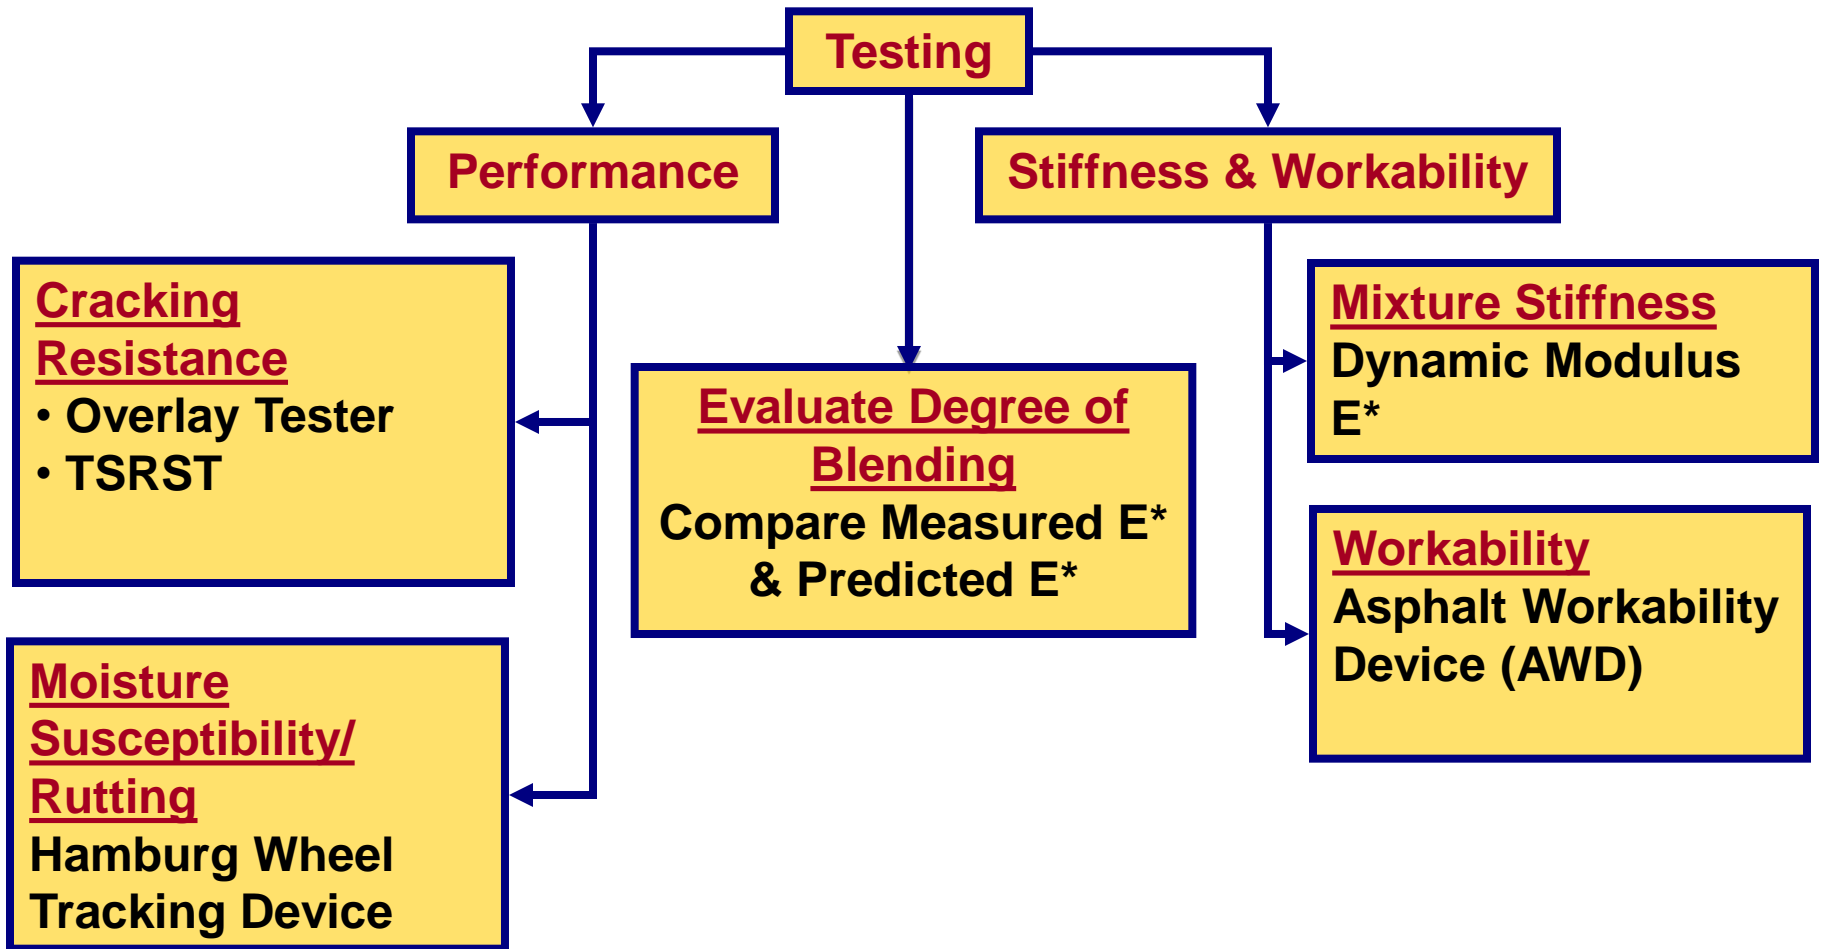 Testing
Performance
Stiffness & Workability
Cracking
Resistance
• Overlay Tester
• TSRST
Evaluate Degree of
Blending
Compare Measured E*
& Predicted E*
Mixture Stiffness
Dynamic Modulus
E*
Workability
Asphalt Workability
Device (AWD)
Moisture
Susceptibility/
Rutting
Hamburg Wheel
Tracking Device